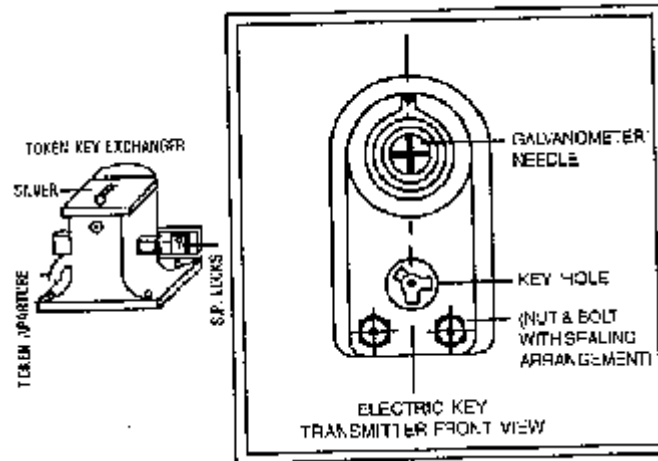 TOKEN KEY EXCHANGER
SILVER
TOKEN APARTURE
S.P. LOCKS
GALVANOMETER
NEEDLE
KEY HOLE
(NUT & BOLT
WITH SEALING
ARRANGEMENT)
ELECTRIC KEY
TRANSMITTER FRONT VIEW